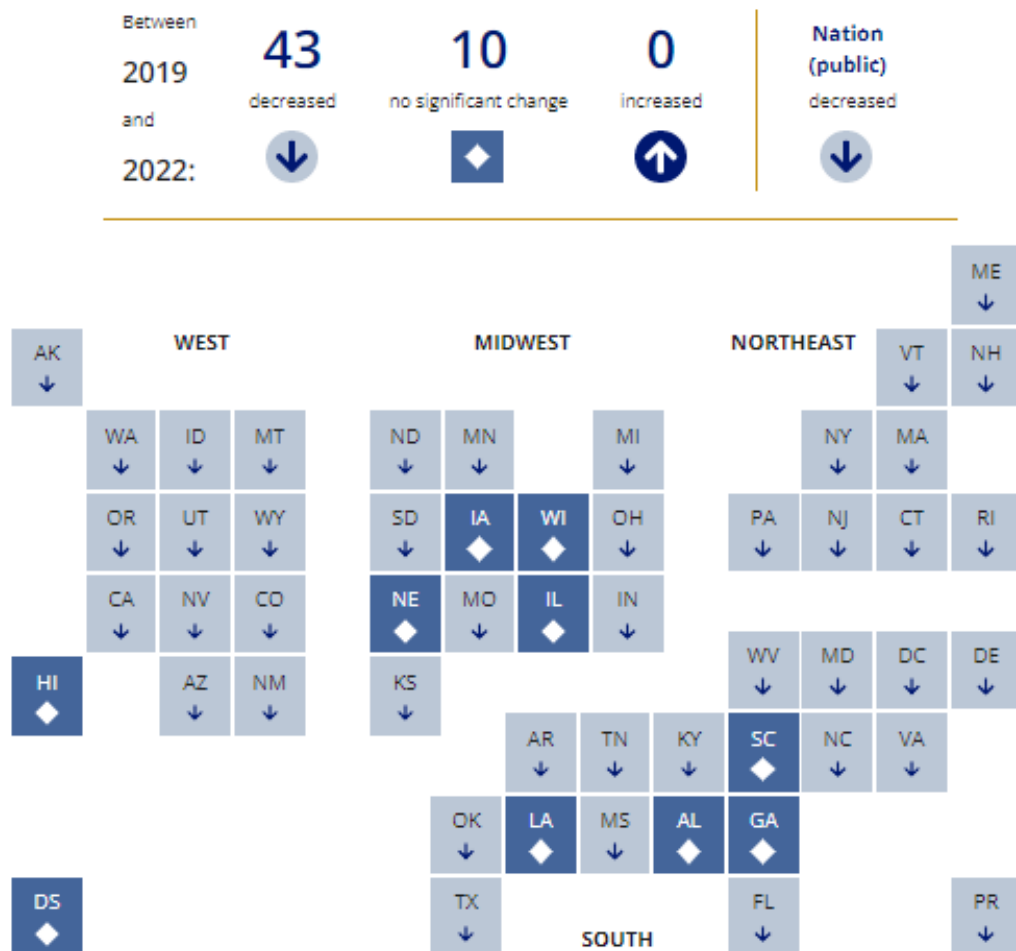 Between
2019
and
2022:
43
decreased
10
no significant change
0
increased
Nation
(public)
decreased
ME
WEST
MIDWEST
NORTHEAST
AK
VT
NH
WA
ID
MT
ND
MN
MI
NY
MA
OR
UT
WY
SD
IA
WI
OH
PA
NJ
CT
RI
CA
NV
CO
NE
MO
IL
IN
WV
MD
DC
DE
HI
AZ
NM
KS
AR
TN
KY
SC
NC
VA
OK
LA
MS
AL
GA
DS
TX
FL
PR
SOUTH